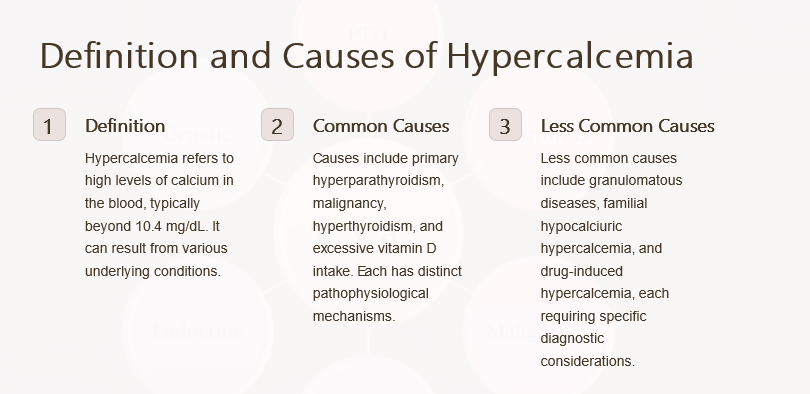 Definition and Causes of Hypercalcemia
1
Definition
Hypercalcemia refers to
high levels of calcium in
the blood, typically
beyond 10.4 mg/dL. It
can result from various
underlying conditions.
2
Common Causes
Causes include primary
hyperparathyroidism,
malignancy,
hyperthyroidism, and
excessive vitamin D
intake. Each has distinct
pathophysiological
mechanisms.
3
Less Common Causes
Less common causes
include granulomatous
diseases, familial
hypocalciuric
hypercalcemia, and
drug-induced
hypercalcemia, each
requiring specific
diagnostic
considerations.